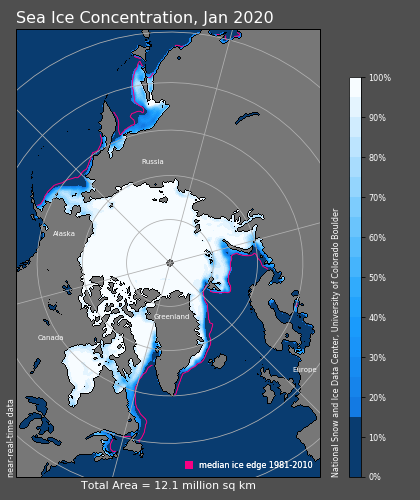 Sea Ice Concentration, Jan 2020
100%
90%
80%
70%
60%
50%
40%
30%
20%
10%
0%
Russia
Alaska
Greenland
Canada
Europe
median ice edge 1981-2010
near-real-time data
National Snow and Ice Data Center, University of Colorado Boulder
Total Area = 12.1 million sq km